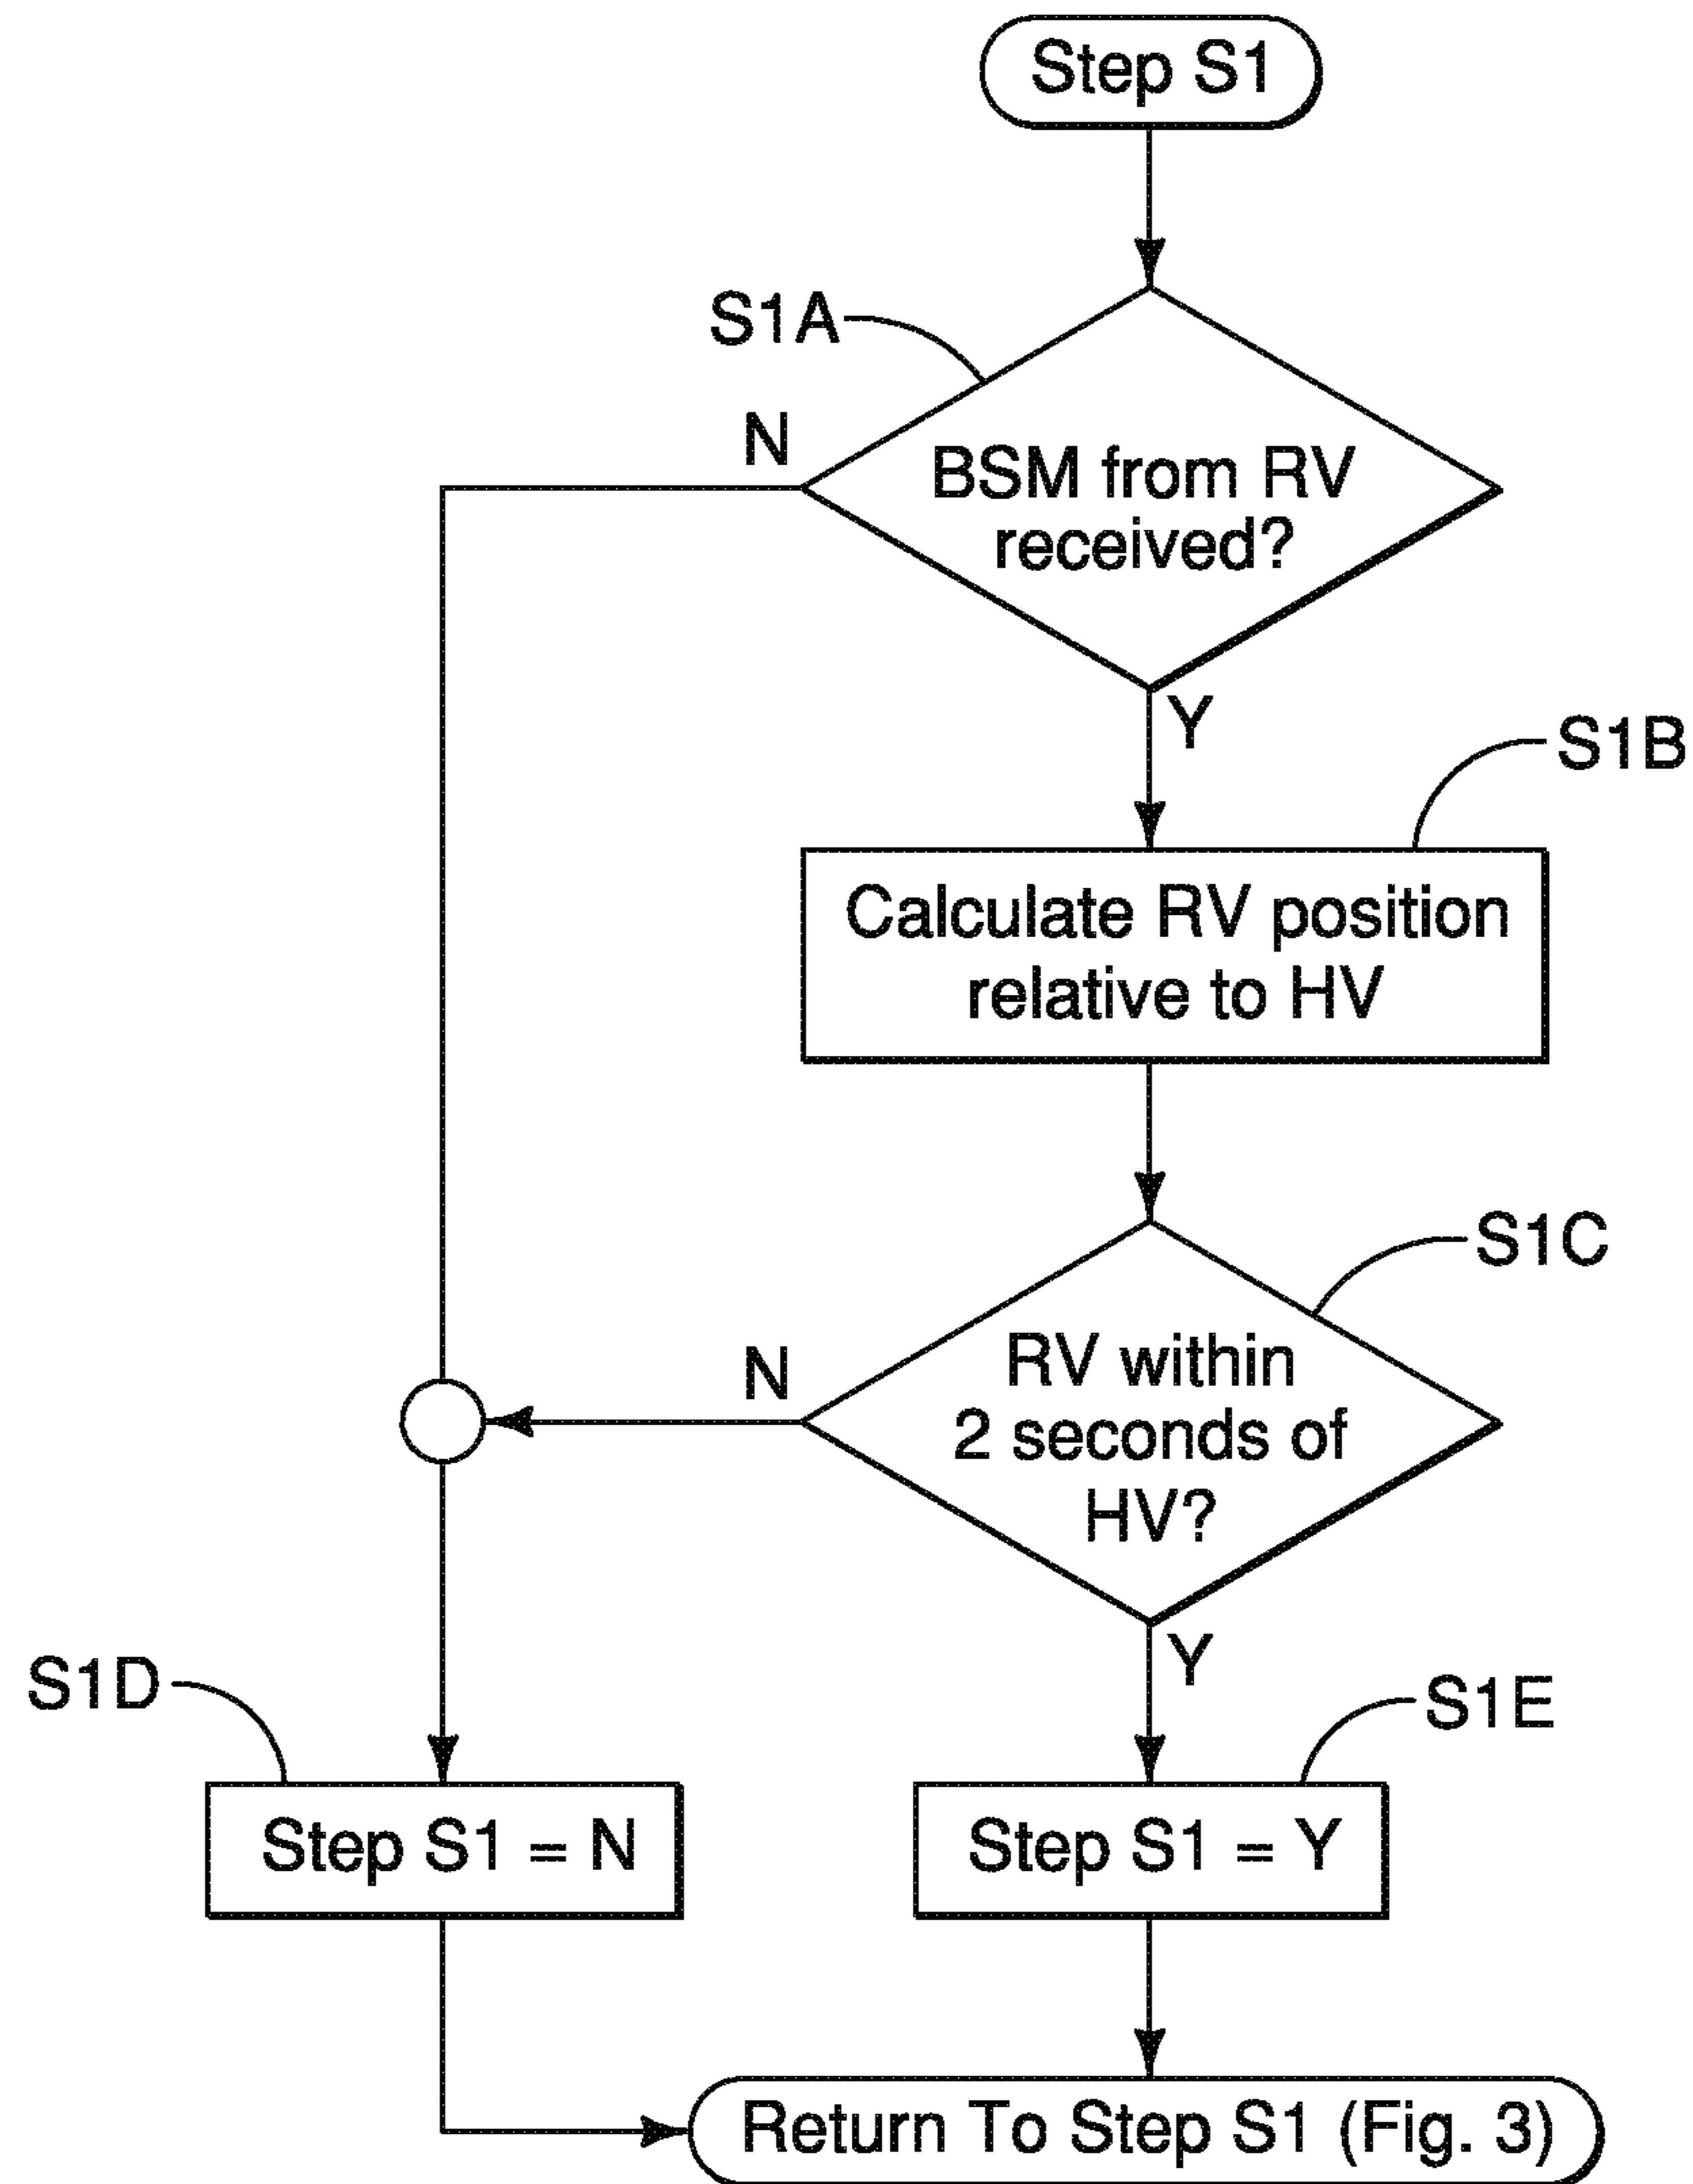 Step S1
S1A
N
BSM from RV
received?
Y
S1B
Calculate RV position
relative to HV
S1C
N
RV within
2 seconds of
HV?
Y
S1D
S1E
Step S1 = N
Step S1 = Y
Return To Step S1 (Fig. 3)